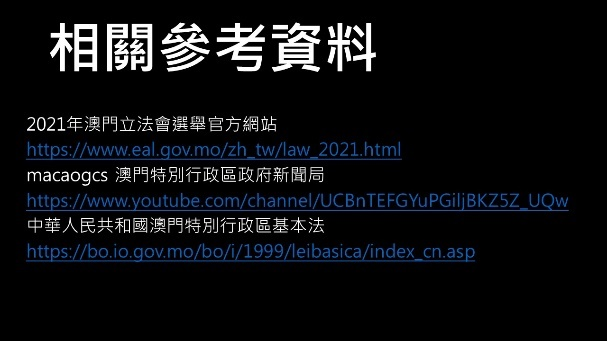 相關參考資料
2021年澳門立法會選舉官方網站
https://www.eal.gov.mo/zh_tw/law_2021.html
macaogcs 澳門特別行政區政府新聞局
https://www.youtube.com/channel/UCBnTEFGYuPGiljBKZ5Z_UQw
中華人民共和國澳門特別行政區基本法
https://bo.io.gov.mo/bo/i/1999/leibasica/index_cn.asp